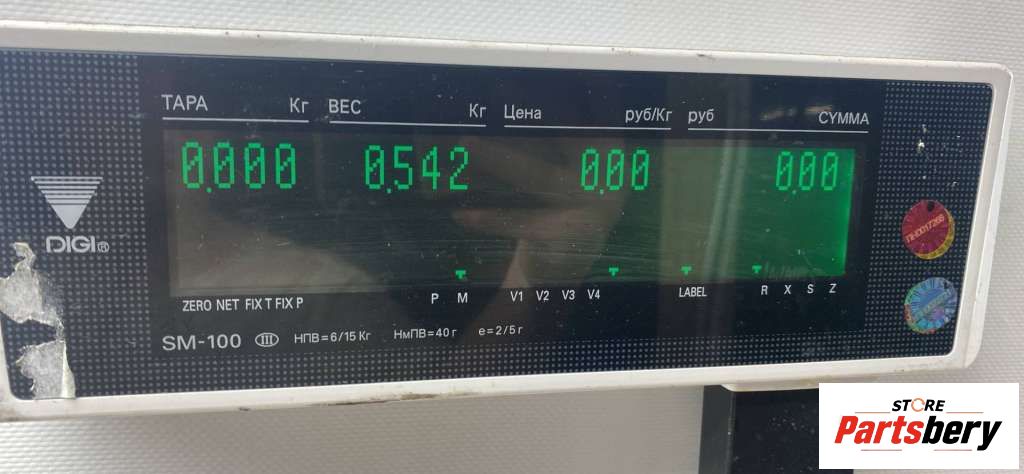 ТАРА Кг ВЕС Кг Цена руб/Кг руб СУММА
0.000 0.542 0.00 0.00
DIGI®
ZERO NET FIX T FIX P P M V1 V2 V3 V4 LABEL R X S Z
SM-100 III НПВ=6/15 Кг НмПВ=40 г е=2/5 г
STORE
Partsbery